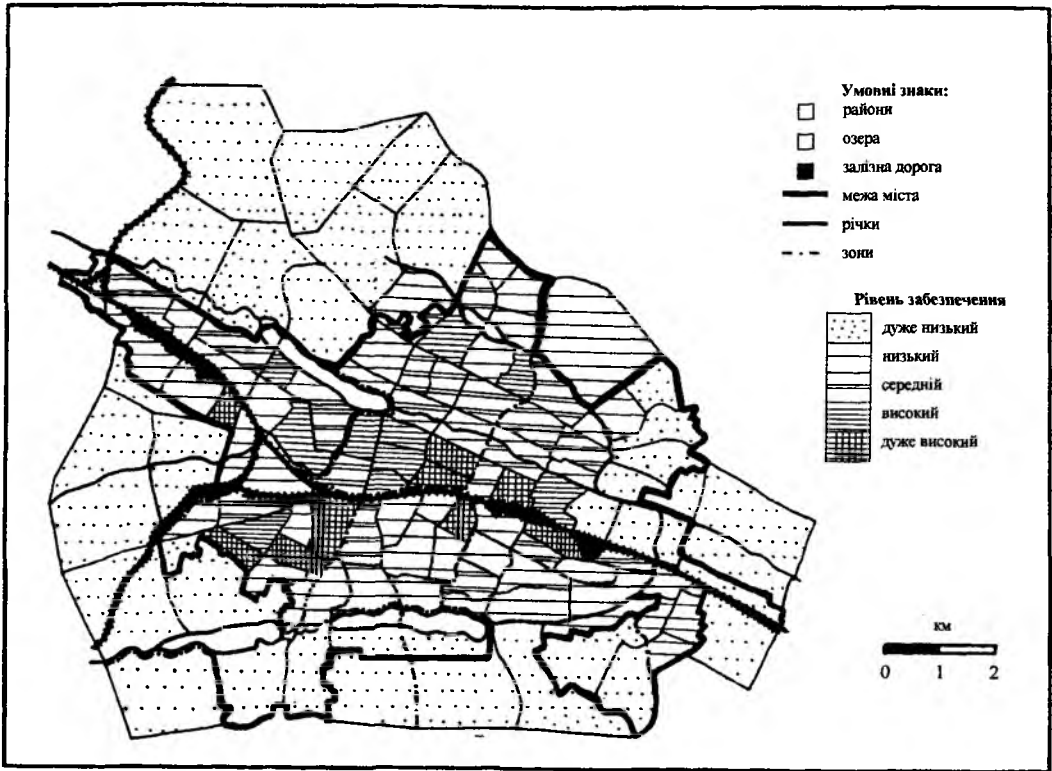 Умовні знаки:
райони
озера
залізна дорога
межа міста
річки
зони
Рівень забезпечення
дуже низький
низький
середній
високий
дуже високий
км
0 1 2